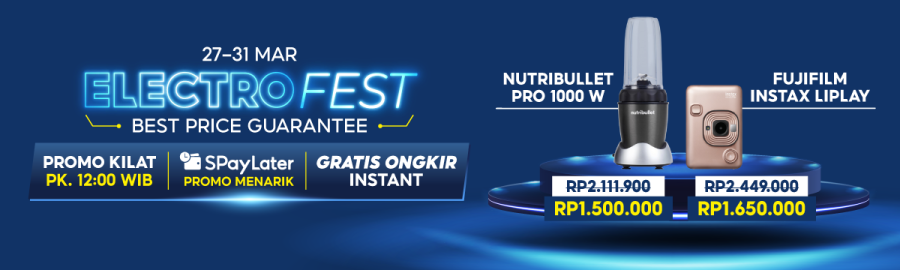 27-31 MAR
ELECTRO FEST
BEST PRICE GUARANTEE
PROMO KILAT
PK. 12:00 WIB
SPayLater
PROMO MENARIK
GRATIS ONGKIR
INSTANT
NUTRIBULLET
PRO 1000 W
nutribullet
RP2.111.900
RP1.500.000
FUJIFILM
INSTAX LIPLAY
RP2.449.000
RP1.650.000